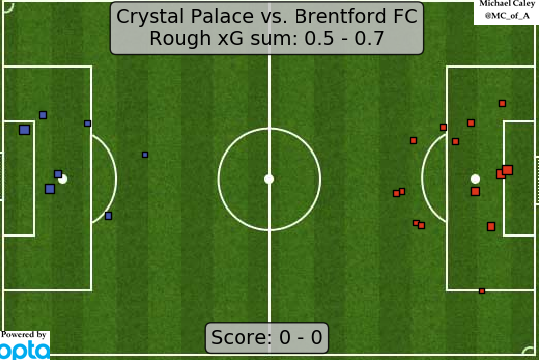 Crystal Palace vs. Brentford FC
Rough xG sum: 0.5 - 0.7
Michael Caley
@MC_of_A
Score: 0 - 0
Powered by
opta